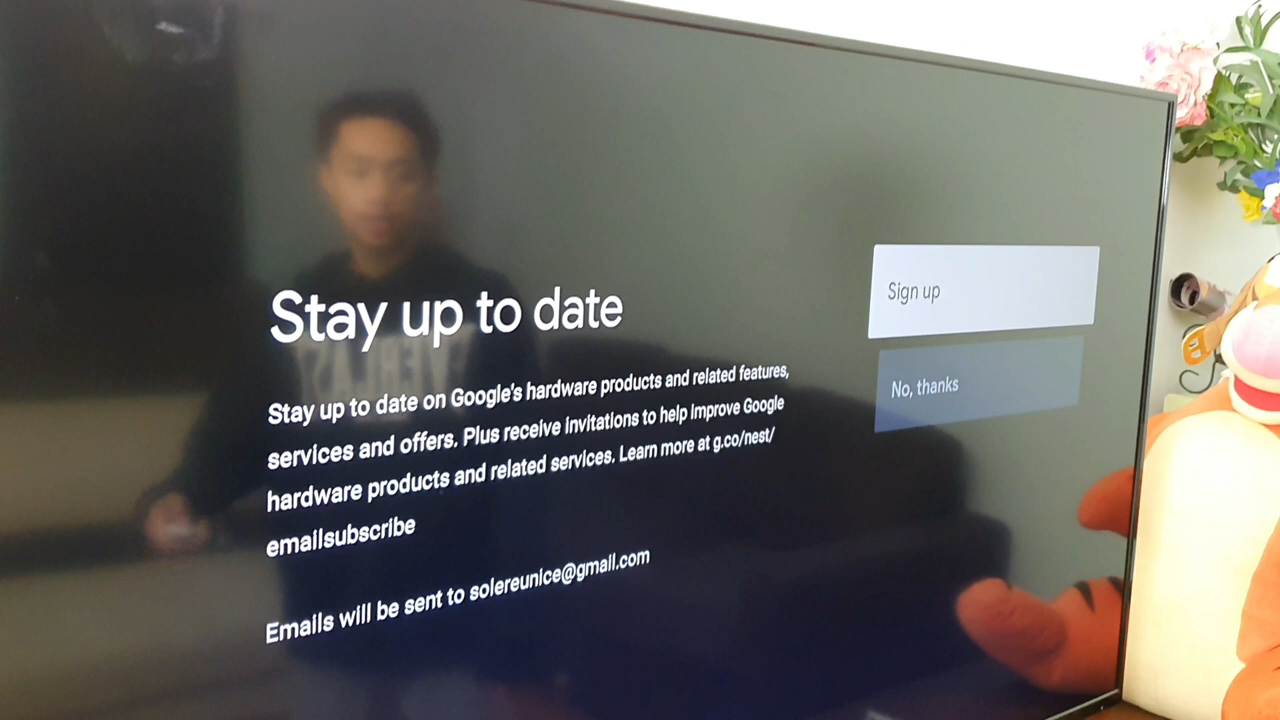 Stay up to date
Stay up to date on Google's hardware products and related features,
services and offers. Plus receive invitations to help improve Google
hardware products and related services. Learn more at g.co/nest/
emailsubscribe
Emails will be sent to solereunice@gmail.com
Sign up
No, thanks
EVERLAST